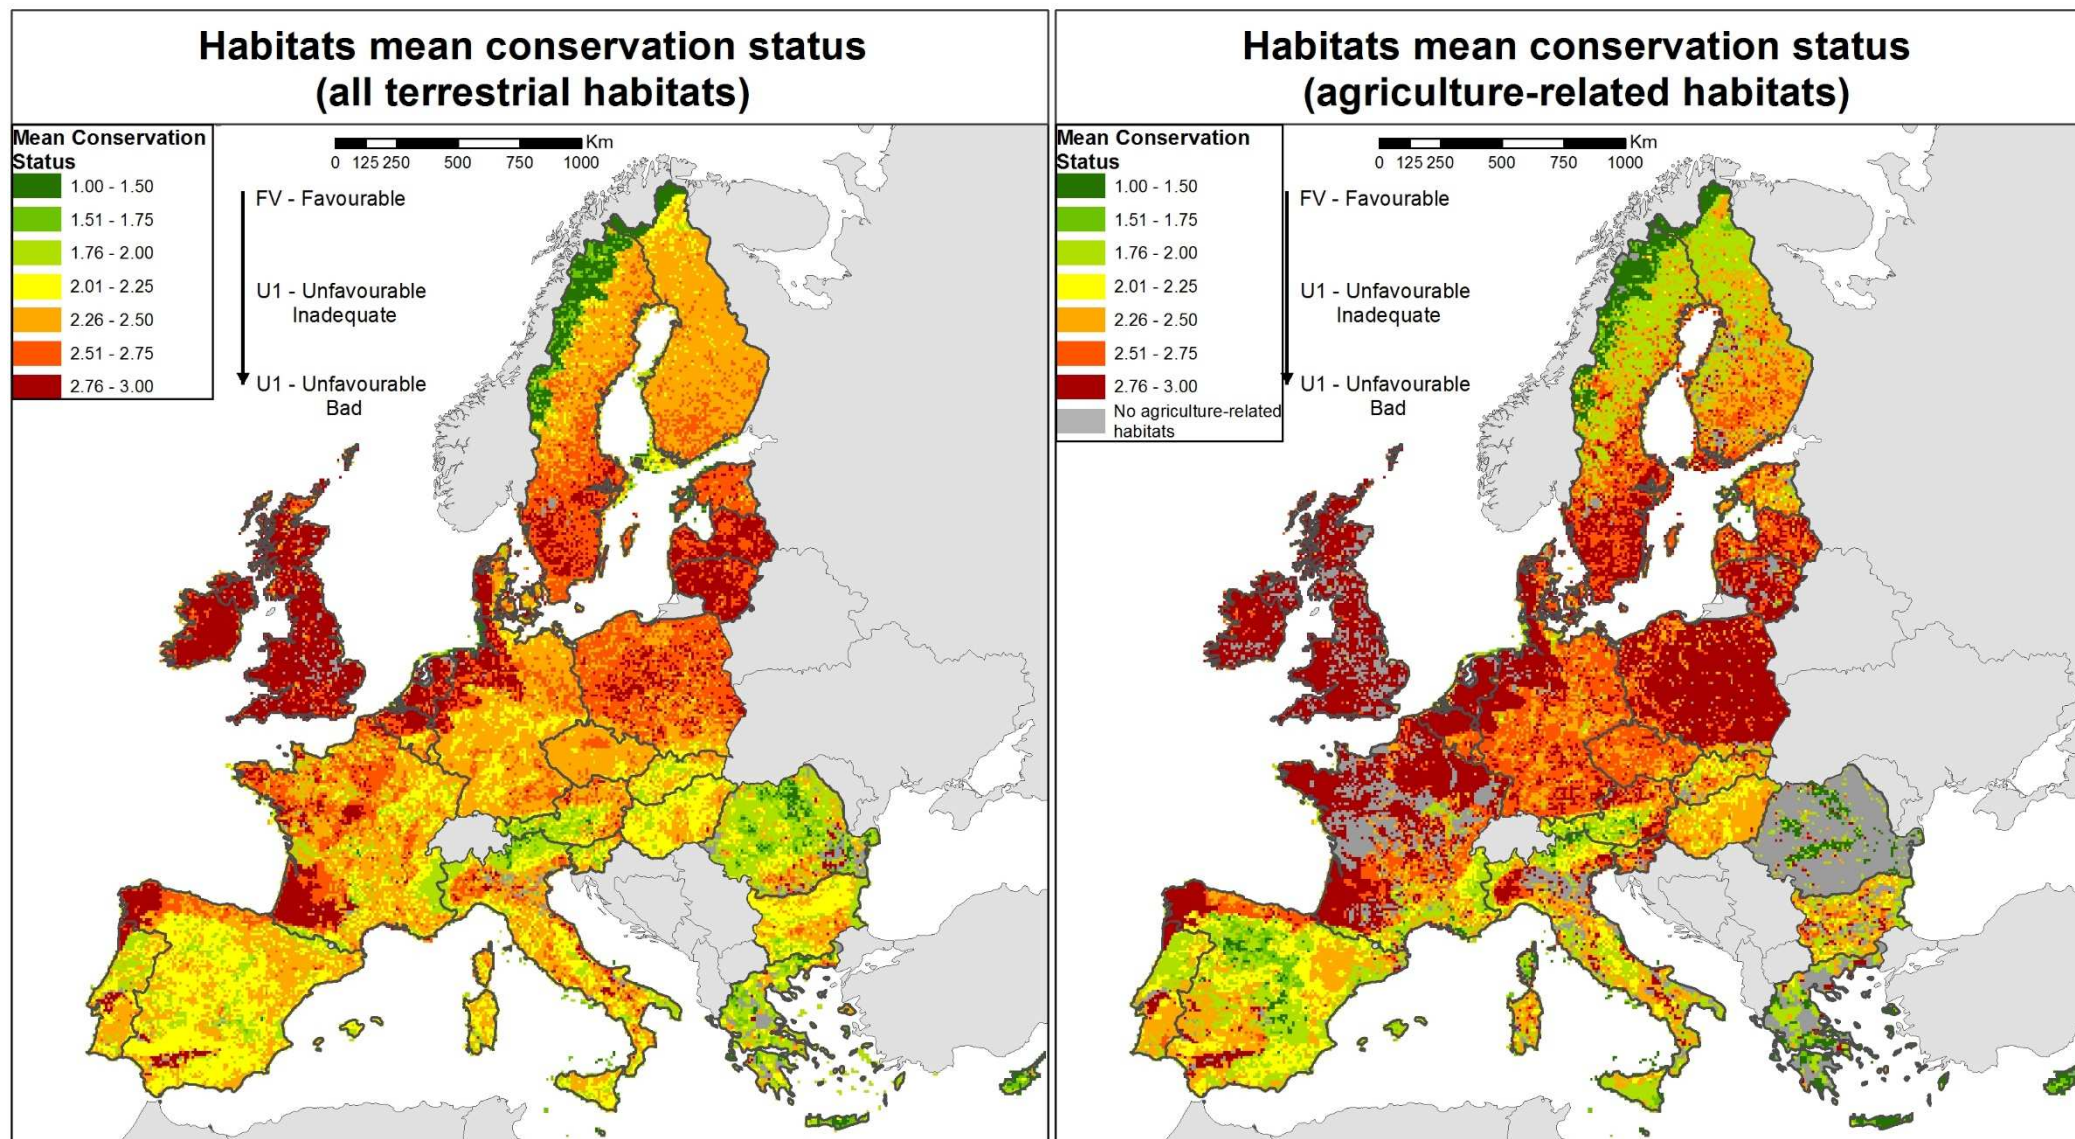 Habitats mean conservation status
(all terrestrial habitats)
Mean Conservation
Status
1.00 - 1.50
1.51 - 1.75
1.76 - 2.00
2.01 - 2.25
2.26 - 2.50
2.51 - 2.75
2.76 - 3.00
Km
0 125 250 500 750 1000
FV - Favourable
U1 - Unfavourable
Inadequate
U1 - Unfavourable
Bad
Habitats mean conservation status
(agriculture-related habitats)
Mean Conservation
Status
1.00 - 1.50
1.51 - 1.75
1.76 - 2.00
2.01 - 2.25
2.26 - 2.50
2.51 - 2.75
2.76 - 3.00
No agriculture-related
habitats
Km
0 125 250 500 750 1000
FV - Favourable
U1 - Unfavourable
Inadequate
U1 - Unfavourable
Bad